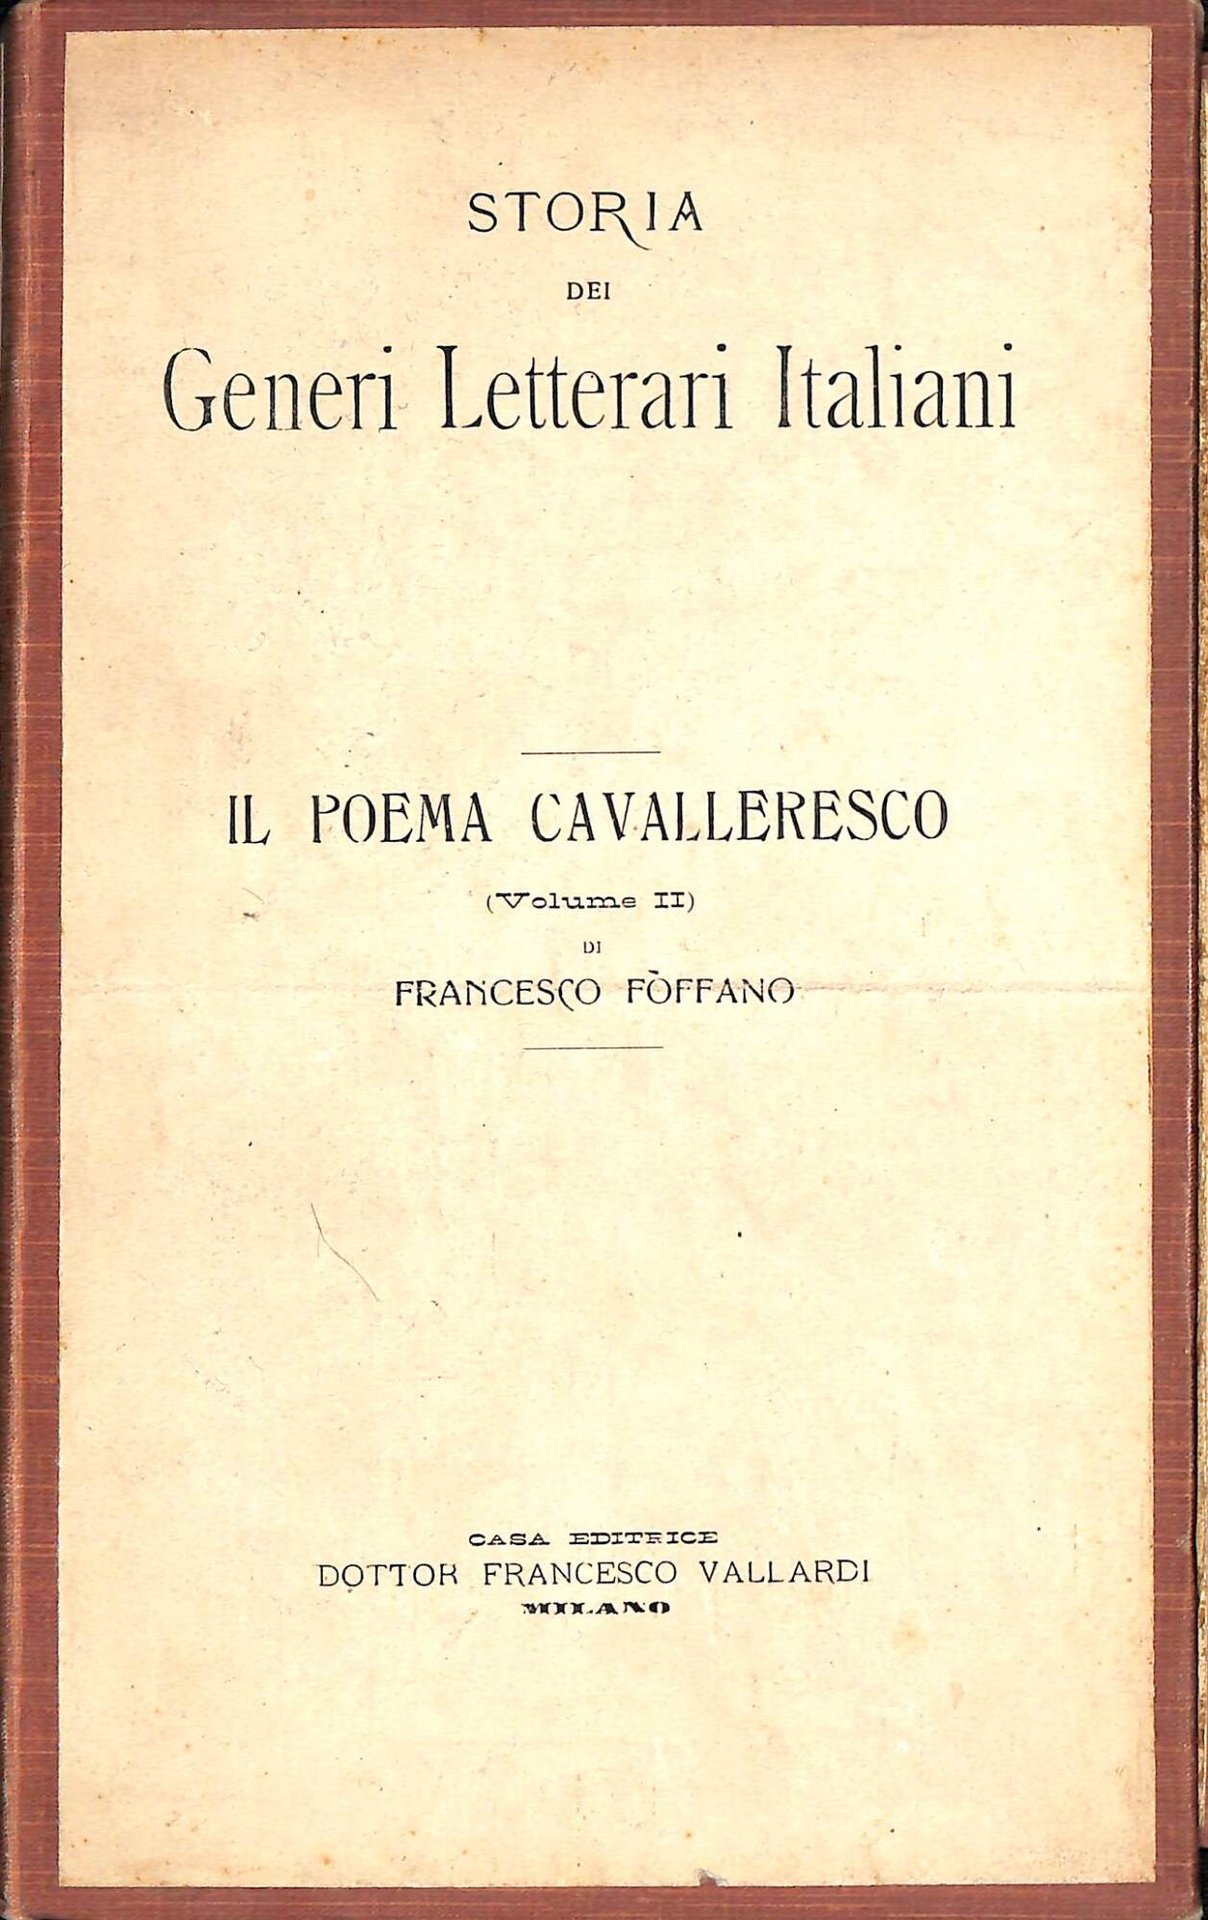 STORIA
DEI
Generi Letterari Italiani
IL POEMA CAVALLERESCO
(Volume II)
DI
FRANCESCO FÒFFANO
CASA EDITRICE
DOTTOR FRANCESCO VALLARDI
MILANO